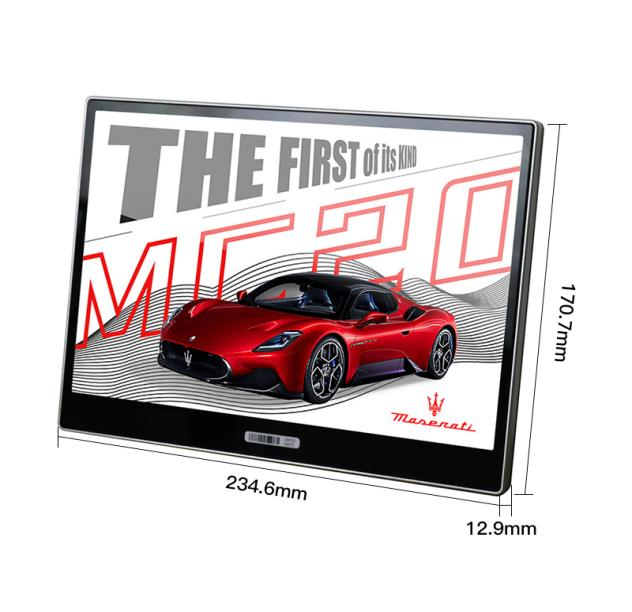 THE FIRST of its KIND
MC20
Maserati
170.7mm
234.6mm
12.9mm